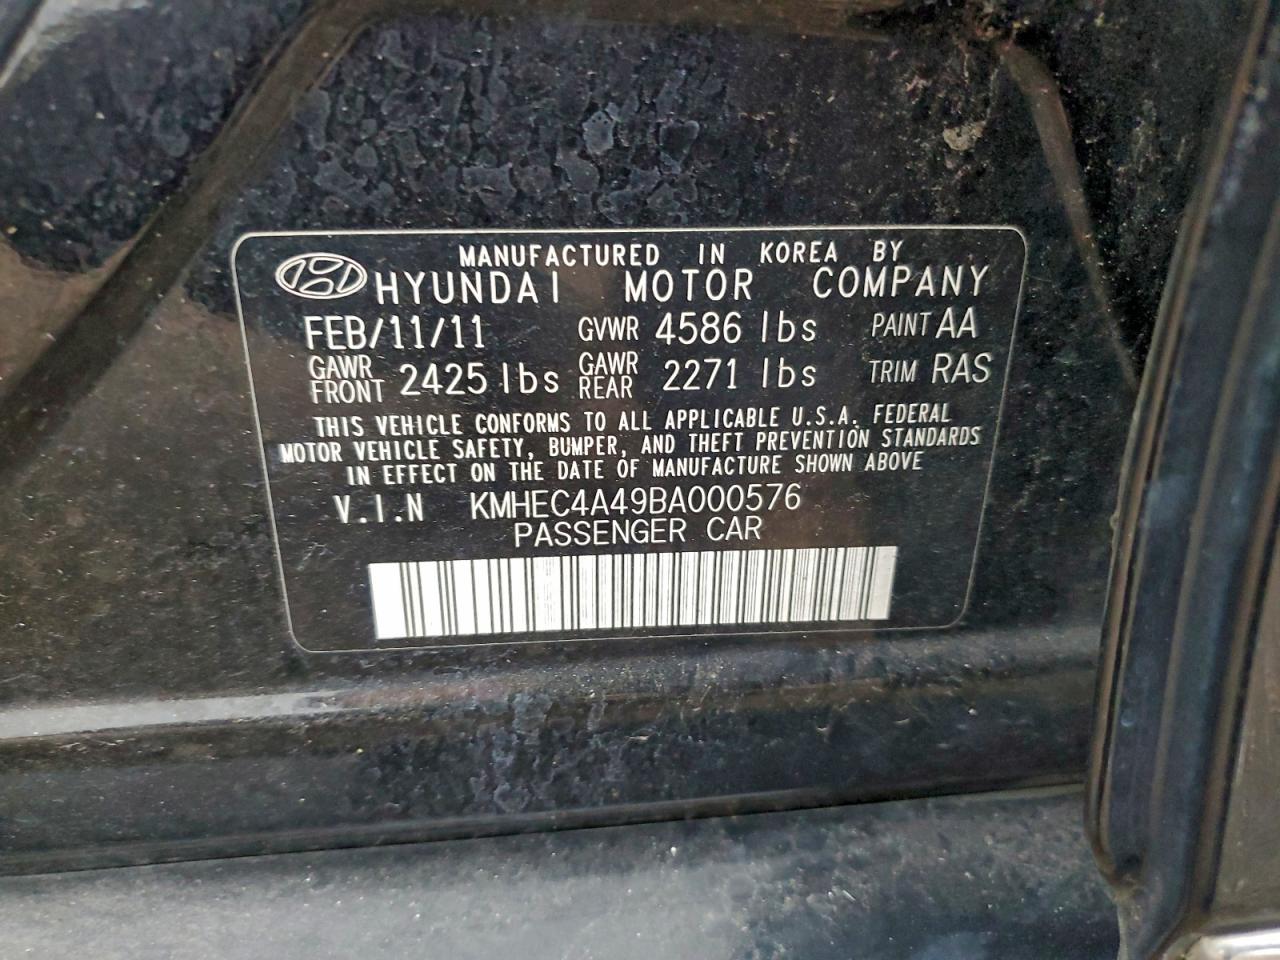 MANUFACTURED IN KOREA BY
HYUNDAI MOTOR COMPANY
FEB/11/11 GVWR 4586 lbs PAINT AA
GAWR FRONT 2425 lbs GAWR REAR 2271 lbs TRIM RAS
THIS VEHICLE CONFORMS TO ALL APPLICABLE U.S.A. FEDERAL
MOTOR VEHICLE SAFETY, BUMPER, AND THEFT PREVENTION STANDARDS
IN EFFECT ON THE DATE OF MANUFACTURE SHOWN ABOVE
V.I.N KMHEC4A49BA000576
PASSENGER CAR